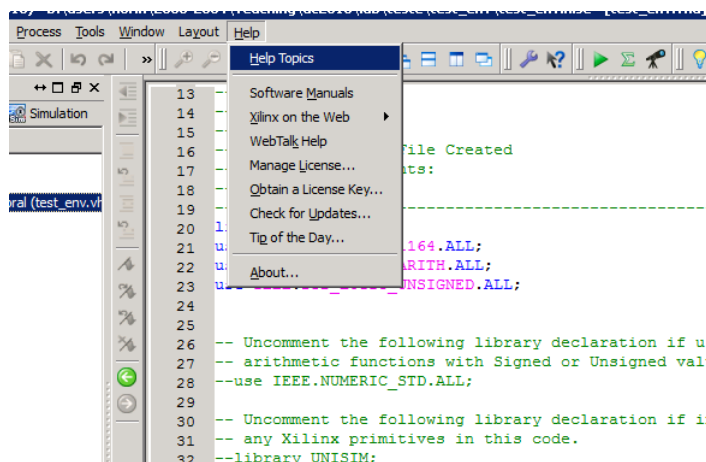 Process Tools Window Layout Help
Help Topics
Software Manuals
Xilinx on the Web
WebTalk Help
Manage License...
Obtain a License Key...
Check for Updates...
Tip of the Day...
About...
Simulation
(test_env.vh
13 --
14 --
15 --
16 -- File Created
17 -- ts:
18 --
19 --
20
21 164.ALL;
22 ARITH.ALL;
23 UNSIGNED.ALL;
24
25
26 -- Uncomment the following library declaration if u
27 -- arithmetic functions with Signed or Unsigned val
28 --use IEEE.NUMERIC_STD.ALL;
29
30 -- Uncomment the following library declaration if i
31 -- any Xilinx primitives in this code.
32 --library UNISIM;